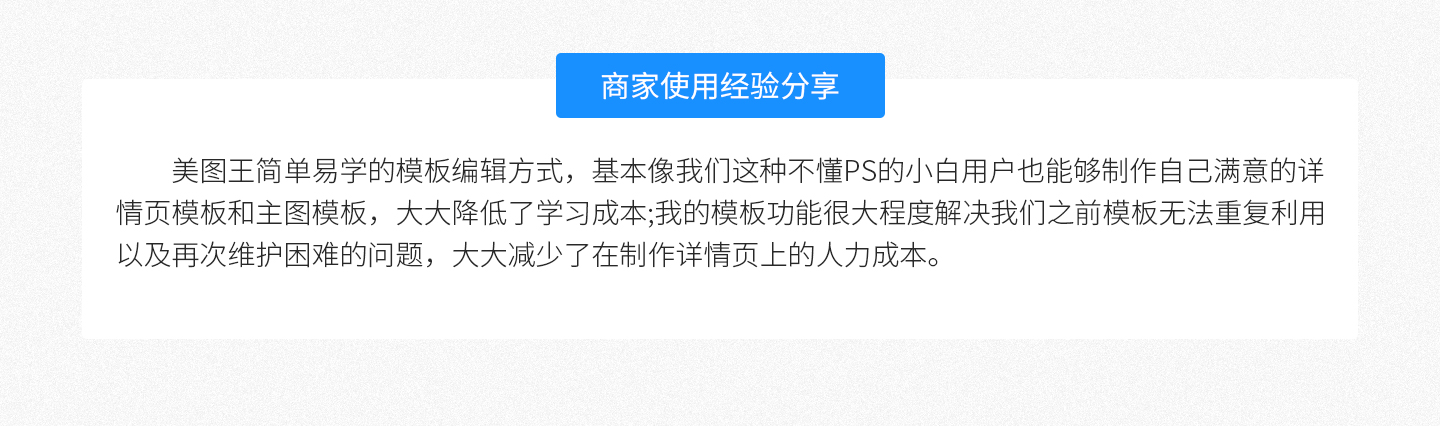 商家使用经验分享
美图王简单易学的模板编辑方式，基本像我们这种不懂PS的小白用户也能够制作自己满意的详
情页模板和主图模板，大大降低了学习成本;我的模板功能很大程度解决我们之前模板无法重复利用
以及再次维护困难的问题，大大减少了在制作详情页上的人力成本。